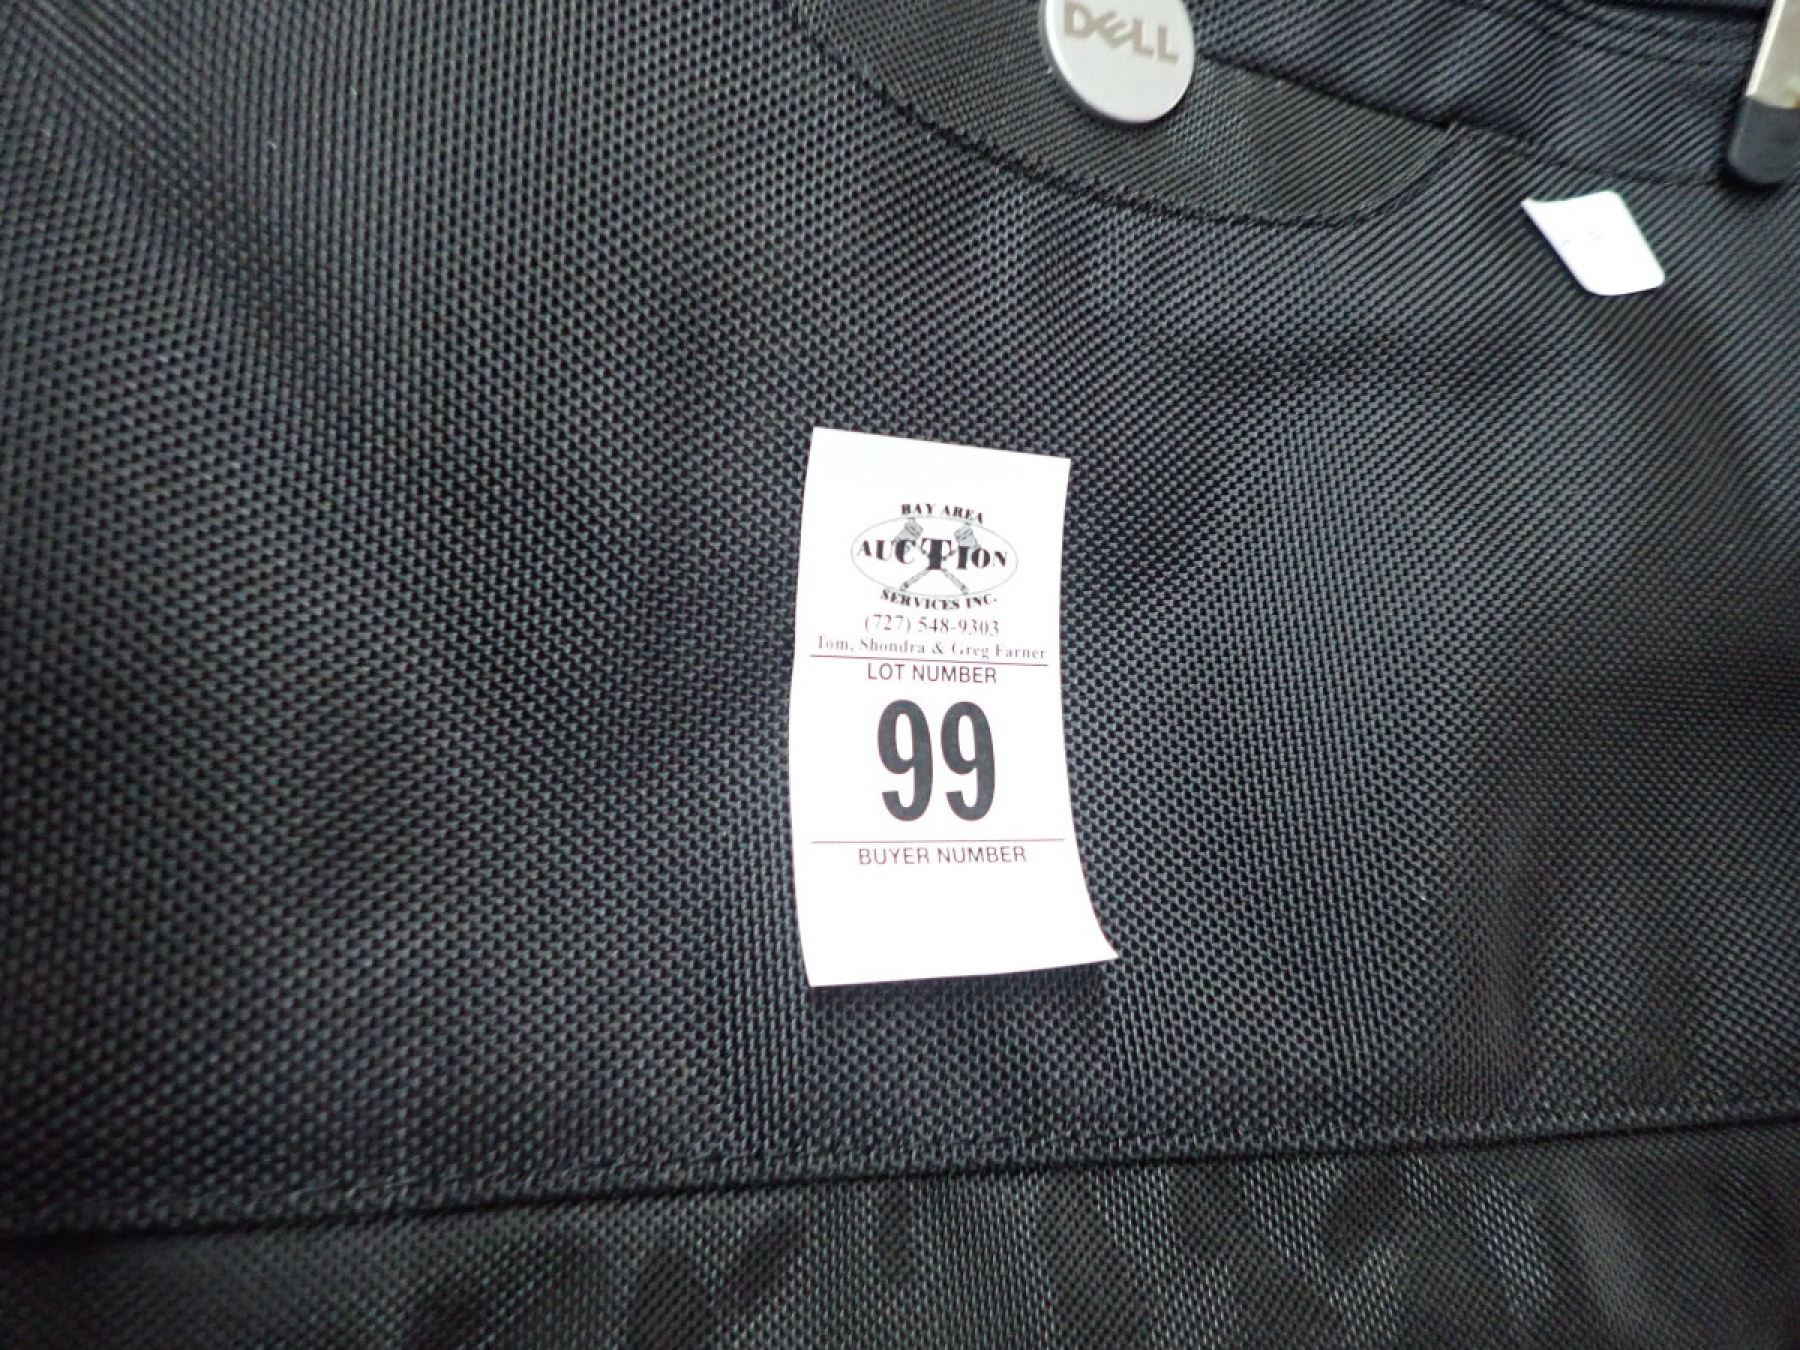 DELL
BAY AREA
AUCTION
SERVICES INC.
(727) 548-9303
Tom, Shondra & Greg Farner
LOT NUMBER
99
BUYER NUMBER